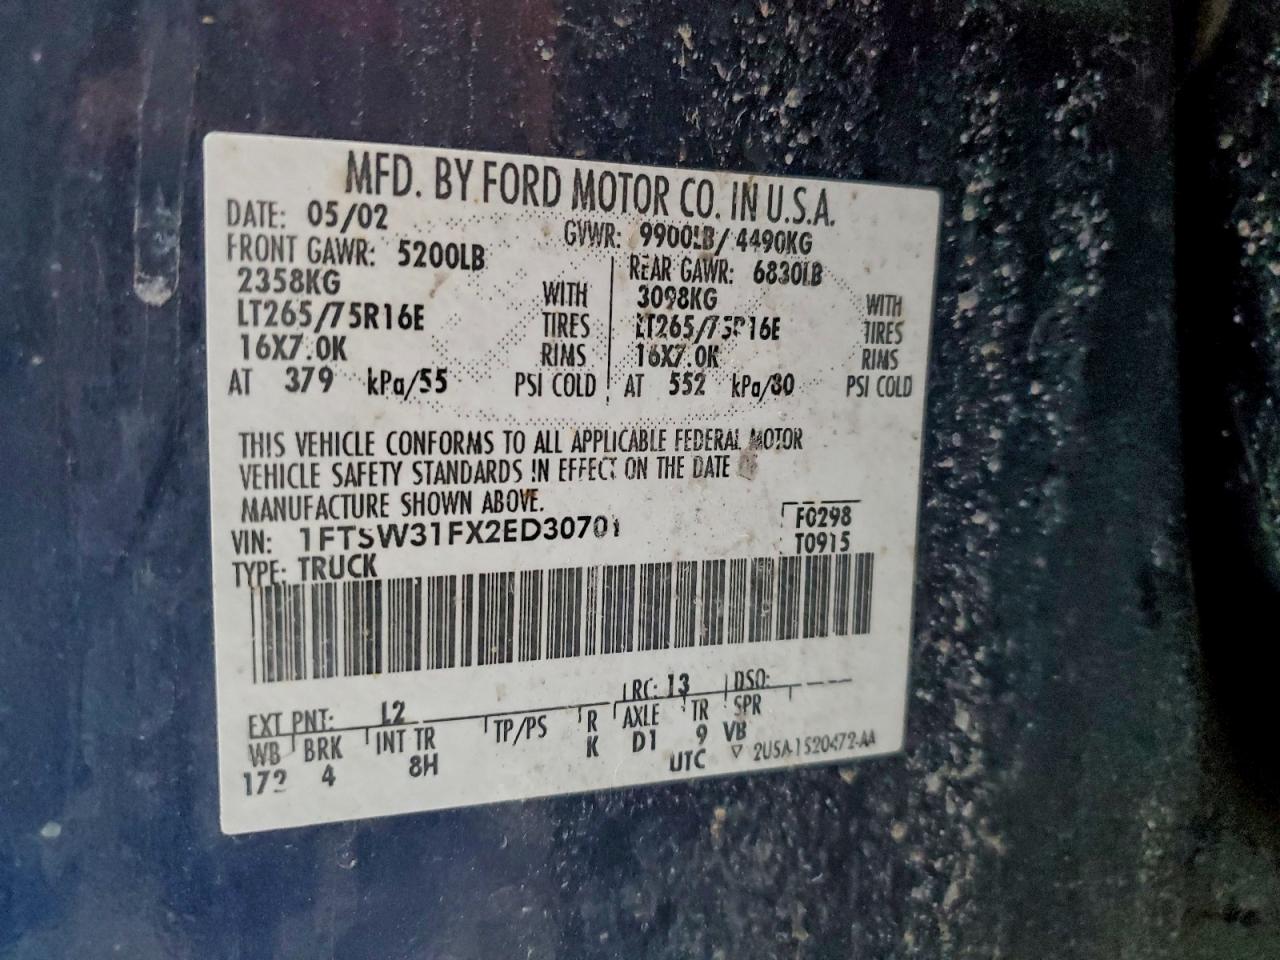 MFD. BY FORD MOTOR CO. IN U.S.A.
DATE: 05/02 GVWR: 9900LB/ 4490KG
FRONT GAWR: 5200LB REAR GAWR: 6830LB
2358KG WITH 3098KG WITH
LT265/75R16E TIRES LT265/75R16E TIRES
16X7.0K RIMS 16X7.0K RIMS
AT 379 kPa/55 PSI COLD AT 552 kPa/80 PSI COLD
THIS VEHICLE CONFORMS TO ALL APPLICABLE FEDERAL MOTOR
VEHICLE SAFETY STANDARDS IN EFFECT ON THE DATE
MANUFACTURE SHOWN ABOVE.
VIN: 1FTSW31FX2ED30701 F0298
TYPE: TRUCK T0915
EXT PNT: L2 RC: 13 DSO:
WB BRK INT TR TP/PS R AXLE TR SPR
172 4 8H K D1 9 VB
UTC ▽ 2U5A-1520472-AA